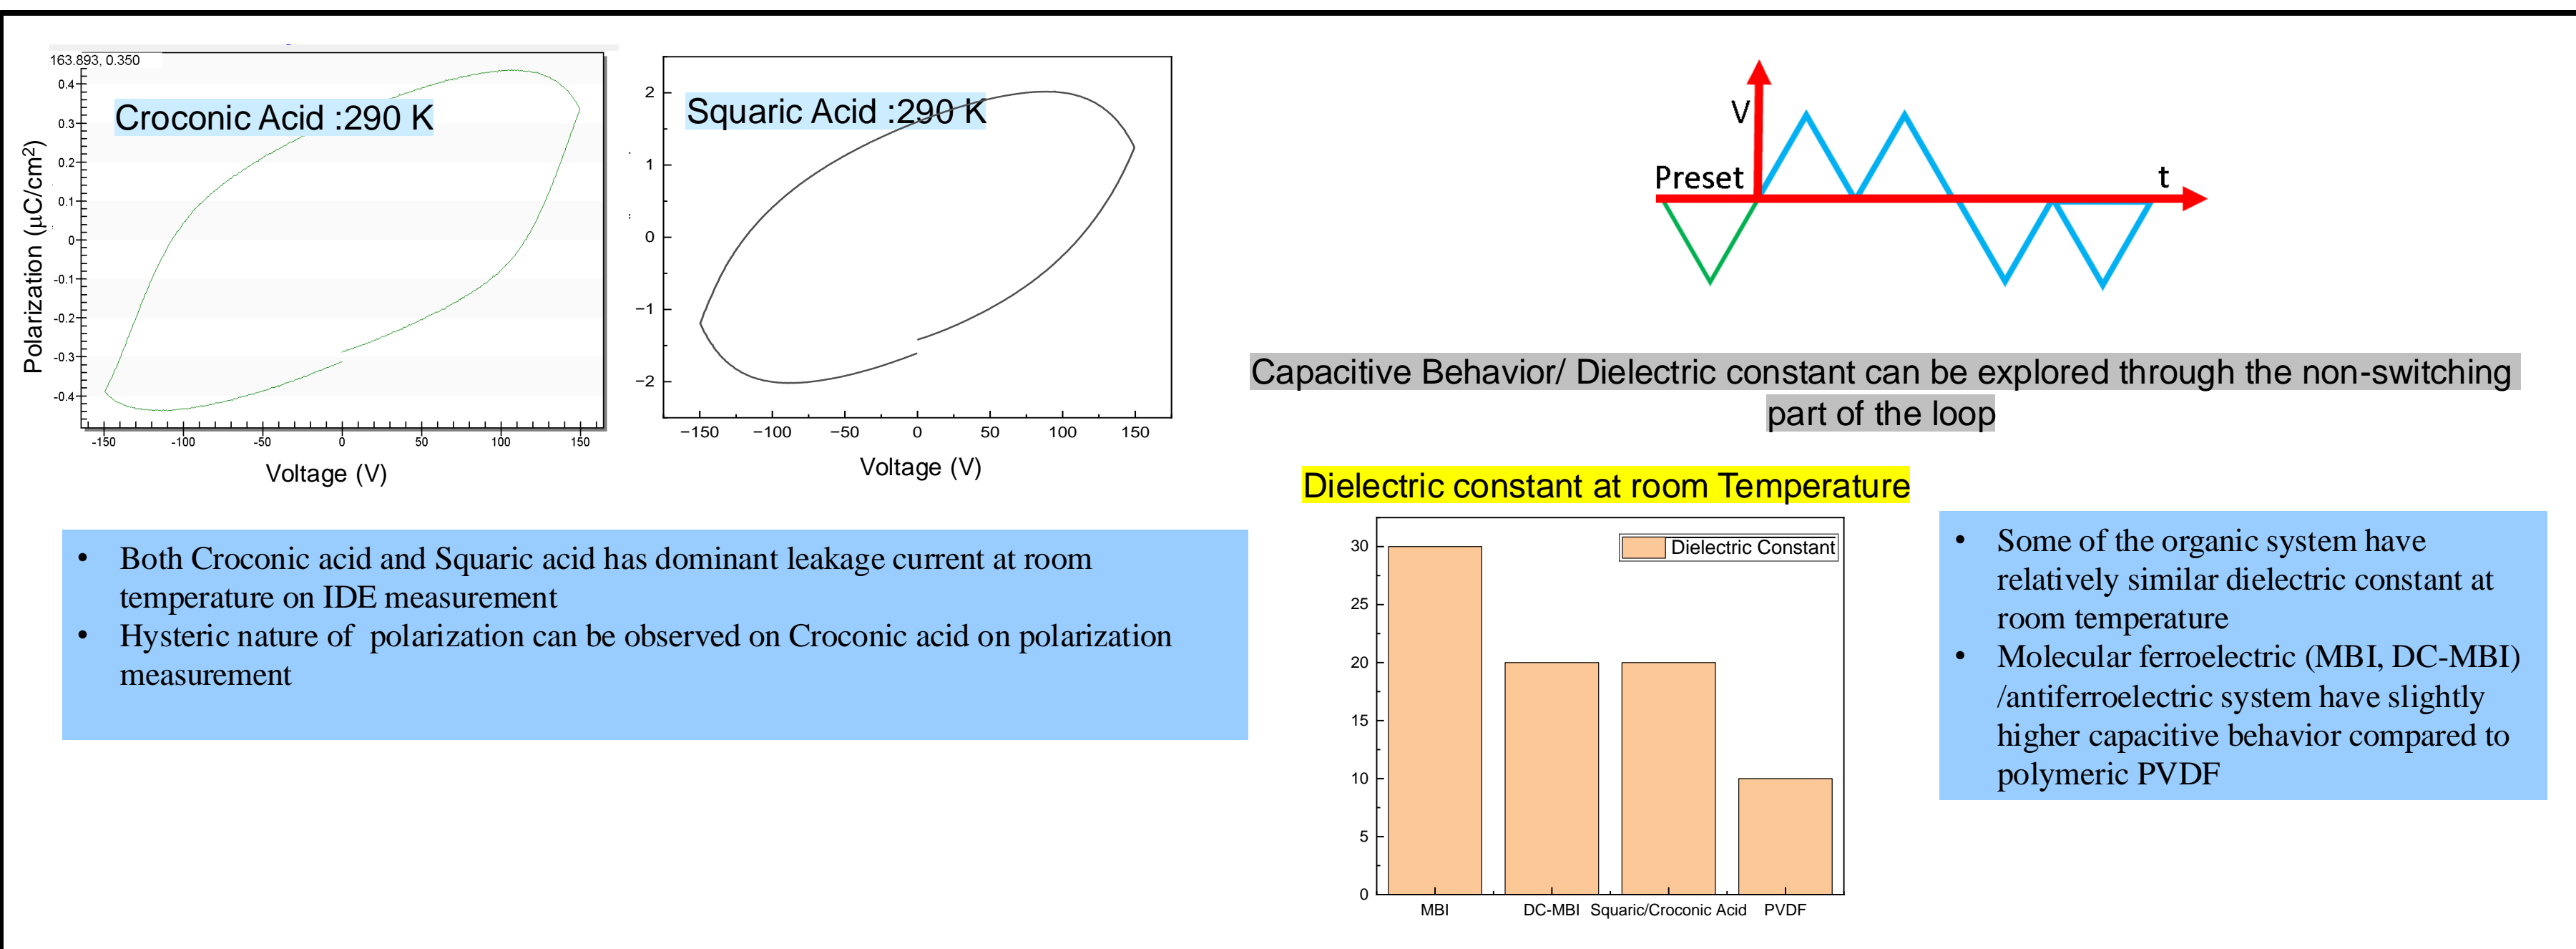 163.893, 0.350
0.4
0.3
0.2
0.1
0
-0.1
-0.2
-0.3
-0.4
Croconic Acid :290 K
Polarization (μC/cm²)
-150 -100 -50 0 50 100 150
Voltage (V)
2
1
0
−1
−2
Squaric Acid :290 K
−150 −100 −50 0 50 100 150
Voltage (V)
• Both Croconic acid and Squaric acid has dominant leakage current at room
temperature on IDE measurement
• Hysteric nature of polarization can be observed on Croconic acid on polarization
measurement
V
Preset
t
Capacitive Behavior/ Dielectric constant can be explored through the non-switching
part of the loop
Dielectric constant at room Temperature
Dielectric Constant
30
25
20
15
10
5
0
MBI DC-MBI Squaric/Croconic Acid PVDF
• Some of the organic system have
relatively similar dielectric constant at
room temperature
• Molecular ferroelectric (MBI, DC-MBI)
/antiferroelectric system have slightly
higher capacitive behavior compared to
polymeric PVDF